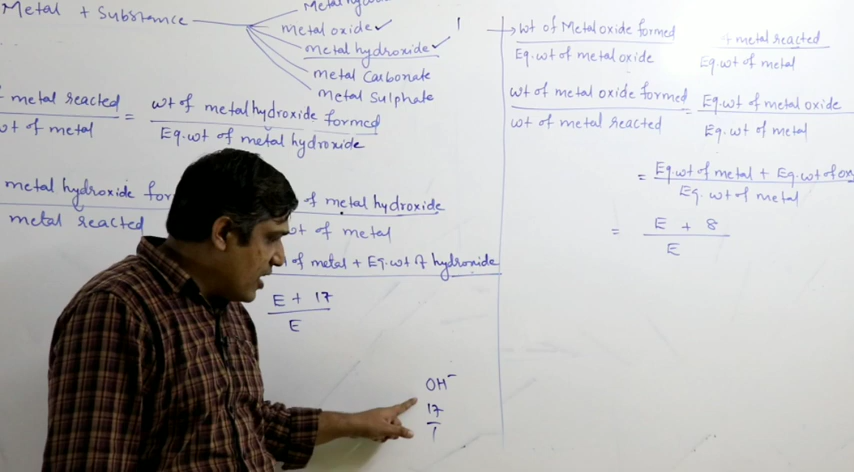 Metal + Substance
metal oxide ✓
metal hydroxide ✓
metal Carbonate
metal Sulphate
metal reacted = wt of metal hydroxide formed
wt of metal Eq.wt of metal hydroxide
metal hydroxide of metal hydroxide
metal reacted wt of metal
of metal + Eq.wt of hydroxide
E + 17
E
OH⁻
17
1
wt of Metal oxide formed metal reacted
Eq.wt of metal oxide Eq.wt of metal
wt of metal oxide formed = Eq.wt of metal oxide
wt of metal reacted Eq.wt of metal
= Eq.wt of metal + Eq.wt of
Eq.wt of metal
= E + 8
E